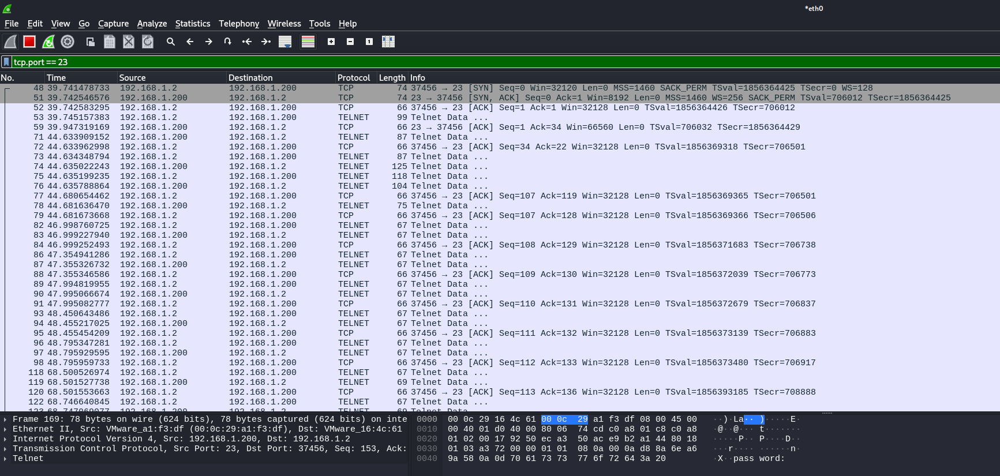 *eth0
File Edit View Go Capture Analyze Statistics Telephony Wireless Tools Help
tcp.port == 23
No. Time Source Destination Protocol Length Info
48 39.741478733 192.168.1.2 192.168.1.200 TCP 74 37456 → 23 [SYN] Seq=0 Win=32120 Len=0 MSS=1460 SACK_PERM TSval=1856364425 TSecr=0 WS=128
51 39.742546576 192.168.1.200 192.168.1.2 TCP 74 23 → 37456 [SYN, ACK] Seq=0 Ack=1 Win=8192 Len=0 MSS=1460 WS=256 SACK_PERM TSval=706012 TSecr=1856364425
52 39.742583295 192.168.1.2 192.168.1.200 TCP 66 37456 → 23 [ACK] Seq=1 Ack=1 Win=32128 Len=0 TSval=1856364426 TSecr=706012
53 39.745157383 192.168.1.2 192.168.1.200 TELNET 99 Telnet Data ...
59 39.947319169 192.168.1.200 192.168.1.2 TCP 66 23 → 37456 [ACK] Seq=1 Ack=34 Win=66560 Len=0 TSval=706032 TSecr=1856364429
71 44.633909152 192.168.1.200 192.168.1.2 TELNET 87 Telnet Data ...
72 44.633962998 192.168.1.2 192.168.1.200 TCP 66 37456 → 23 [ACK] Seq=34 Ack=22 Win=32128 Len=0 TSval=1856369318 TSecr=706501
73 44.634348794 192.168.1.2 192.168.1.200 TELNET 87 Telnet Data ...
74 44.635022243 192.168.1.200 192.168.1.2 TELNET 125 Telnet Data ...
75 44.635199235 192.168.1.2 192.168.1.200 TELNET 118 Telnet Data ...
76 44.635788864 192.168.1.200 192.168.1.2 TELNET 104 Telnet Data ...
77 44.680654462 192.168.1.2 192.168.1.200 TCP 66 37456 → 23 [ACK] Seq=107 Ack=119 Win=32128 Len=0 TSval=1856369365 TSecr=706501
78 44.681636470 192.168.1.200 192.168.1.2 TELNET 75 Telnet Data ...
79 44.681673668 192.168.1.2 192.168.1.200 TCP 66 37456 → 23 [ACK] Seq=107 Ack=128 Win=32128 Len=0 TSval=1856369366 TSecr=706506
82 46.998760725 192.168.1.2 192.168.1.200 TELNET 67 Telnet Data ...
83 46.999227940 192.168.1.200 192.168.1.2 TELNET 67 Telnet Data ...
84 46.999252493 192.168.1.2 192.168.1.200 TCP 66 37456 → 23 [ACK] Seq=108 Ack=129 Win=32128 Len=0 TSval=1856371683 TSecr=706738
86 47.354941286 192.168.1.2 192.168.1.200 TELNET 67 Telnet Data ...
87 47.355326732 192.168.1.200 192.168.1.2 TELNET 67 Telnet Data ...
88 47.355346586 192.168.1.2 192.168.1.200 TCP 66 37456 → 23 [ACK] Seq=109 Ack=130 Win=32128 Len=0 TSval=1856372039 TSecr=706773
89 47.994819955 192.168.1.2 192.168.1.200 TELNET 67 Telnet Data ...
90 47.995066674 192.168.1.200 192.168.1.2 TELNET 67 Telnet Data ...
91 47.995082777 192.168.1.2 192.168.1.200 TCP 66 37456 → 23 [ACK] Seq=110 Ack=131 Win=32128 Len=0 TSval=1856372679 TSecr=706837
93 48.450643486 192.168.1.2 192.168.1.200 TELNET 67 Telnet Data ...
94 48.455217025 192.168.1.200 192.168.1.2 TELNET 67 Telnet Data ...
95 48.455454209 192.168.1.2 192.168.1.200 TCP 66 37456 → 23 [ACK] Seq=111 Ack=132 Win=32128 Len=0 TSval=1856373139 TSecr=706883
96 48.795347281 192.168.1.2 192.168.1.200 TELNET 67 Telnet Data ...
97 48.795929595 192.168.1.200 192.168.1.2 TELNET 67 Telnet Data ...
98 48.795959733 192.168.1.2 192.168.1.200 TCP 66 37456 → 23 [ACK] Seq=112 Ack=133 Win=32128 Len=0 TSval=1856373480 TSecr=706917
118 68.500526974 192.168.1.2 192.168.1.200 TELNET 67 Telnet Data ...
119 68.501527738 192.168.1.200 192.168.1.2 TELNET 69 Telnet Data ...
120 68.501553663 192.168.1.2 192.168.1.200 TCP 66 37456 → 23 [ACK] Seq=113 Ack=136 Win=32128 Len=0 TSval=1856393185 TSecr=708888
122 68.746640845 192.168.1.2 192.168.1.200 TELNET 67 Telnet Data ...
Frame 169: 78 bytes on wire (624 bits), 78 bytes captured (624 bits) on inte
Ethernet II, Src: VMware_a1:f3:df (00:0c:29:a1:f3:df), Dst: VMware_16:4c:61
Internet Protocol Version 4, Src: 192.168.1.200, Dst: 192.168.1.2
Transmission Control Protocol, Src Port: 23, Dst Port: 37456, Seq: 153, Ack:
Telnet
0000 00 0c 29 16 4c 61 00 0c 29 a1 f3 df 08 00 45 00 ··)·La·· )·····E·
0010 00 40 01 d0 40 00 80 06 74 cd c0 a8 01 c8 c0 a8 ·@··@··· t·······
0020 01 02 00 17 92 50 ec a3 50 ac e9 b2 a1 44 80 18 ·····P·· P····D··
0030 01 03 a3 72 00 00 01 01 08 0a 00 0a d8 8a 6e a6 ···r···· ······n·
0040 9a 58 0a 0d 70 61 73 73 77 6f 72 64 3a 20 ·X··pass word: